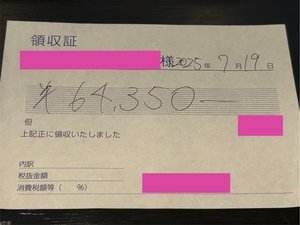 領収証
様 2025年 7月 19日
¥64,350—
但
上記正に領収いたしました
内訳
税抜金額
消費税額等(　%)